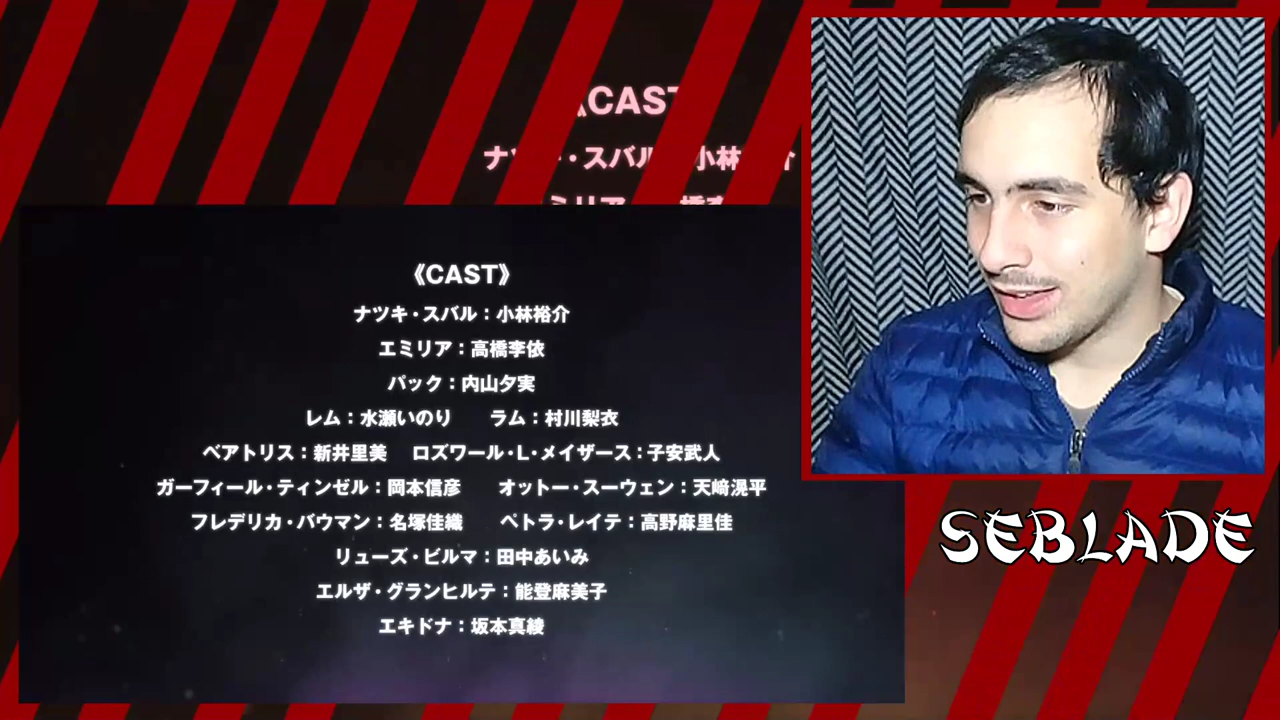 《CAST》
ナツキ・スバル：小林裕介
エミリア：高橋李依
パック：内山夕実
レム：水瀬いのり ラム：村川梨衣
ベアトリス：新井里美 ロズワール・L・メイザース：子安武人
ガーフィール・ティンゼル：岡本信彦 オットー・スーウェン：天﨑滉平
フレデリカ・バウマン：名塚佳織 ペトラ・レイテ：高野麻里佳
リューズ・ビルマ：田中あいみ
エルザ・グランヒルテ：能登麻美子
エキドナ：坂本真綾
SEBLADE